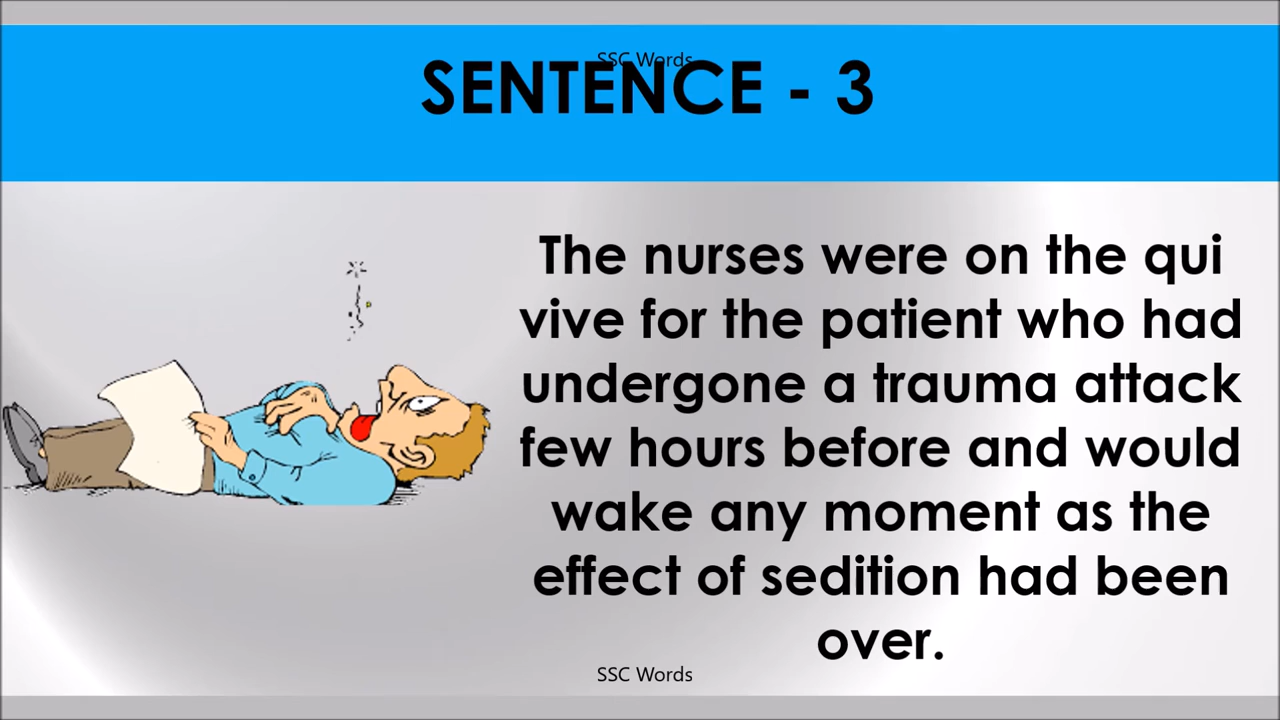 SSC Words
SENTENCE - 3
The nurses were on the qui
vive for the patient who had
undergone a trauma attack
few hours before and would
wake any moment as the
effect of sedition had been
over.
SSC Words